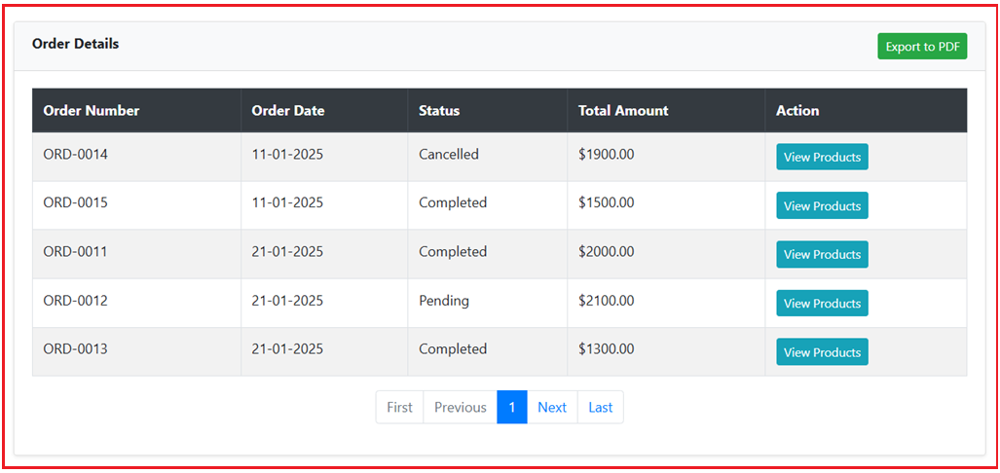 Order Details
Export to PDF
Order Number Order Date Status Total Amount Action
ORD-0014 11-01-2025 Cancelled $1900.00 View Products
ORD-0015 11-01-2025 Completed $1500.00 View Products
ORD-0011 21-01-2025 Completed $2000.00 View Products
ORD-0012 21-01-2025 Pending $2100.00 View Products
ORD-0013 21-01-2025 Completed $1300.00 View Products
First Previous 1 Next Last